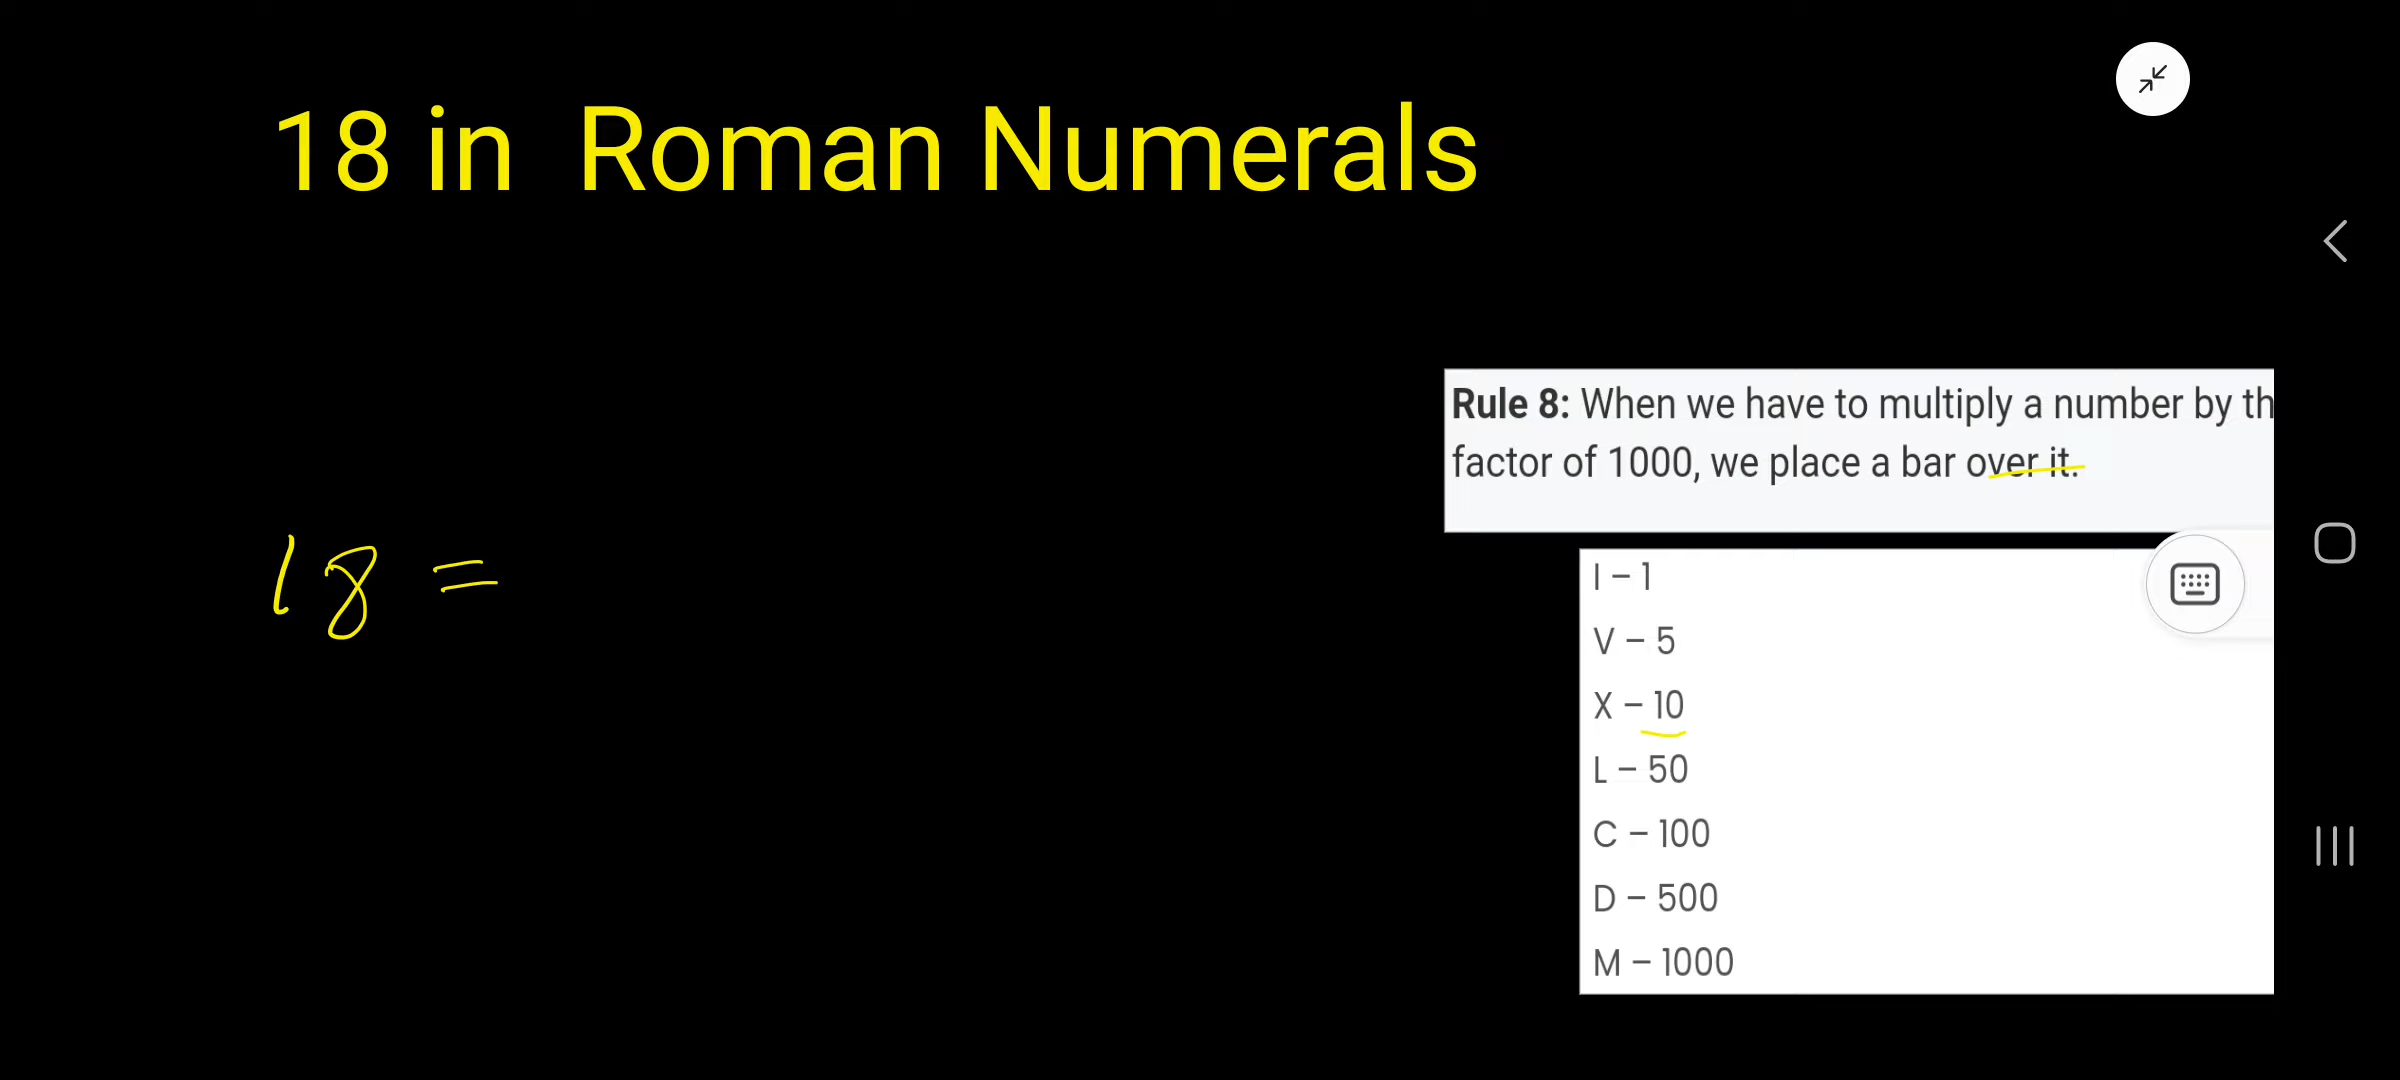 18 in Roman Numerals
Rule 8: When we have to multiply a number by th
factor of 1000, we place a bar over it.
18 =
I – 1
V – 5
X – 10
L – 50
C – 100
D – 500
M – 1000